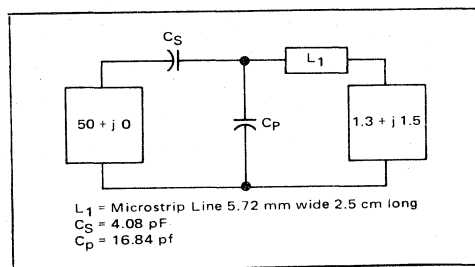 C_S
L_1
50 + j 0
C_P
1.3 + j 1.5
L_1 = Microstrip Line 5.72 mm wide 2.5 cm long
C_S = 4.08 pF
C_p = 16.84 pf